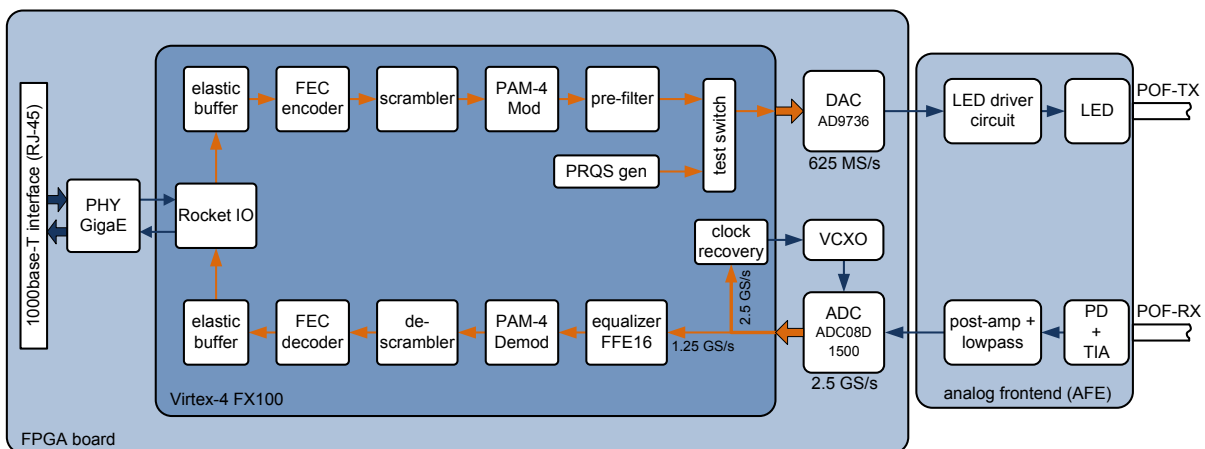 elastic
buffer
FEC
encoder
scrambler
PAM-4
Mod
pre-filter
test switch
DAC
AD9736
625 MS/s
LED driver
circuit
LED
POF-TX
PRQS gen
1000base-T interface (RJ-45)
PHY
GigaE
Rocket IO
clock
recovery
VCXO
2.5 GS/s
elastic
buffer
FEC
decoder
de-
scrambler
PAM-4
Demod
equalizer
FFE16
1.25 GS/s
ADC
ADC08D
1500
2.5 GS/s
post-amp +
lowpass
PD
+
TIA
POF-RX
Virtex-4 FX100
analog frontend (AFE)
FPGA board